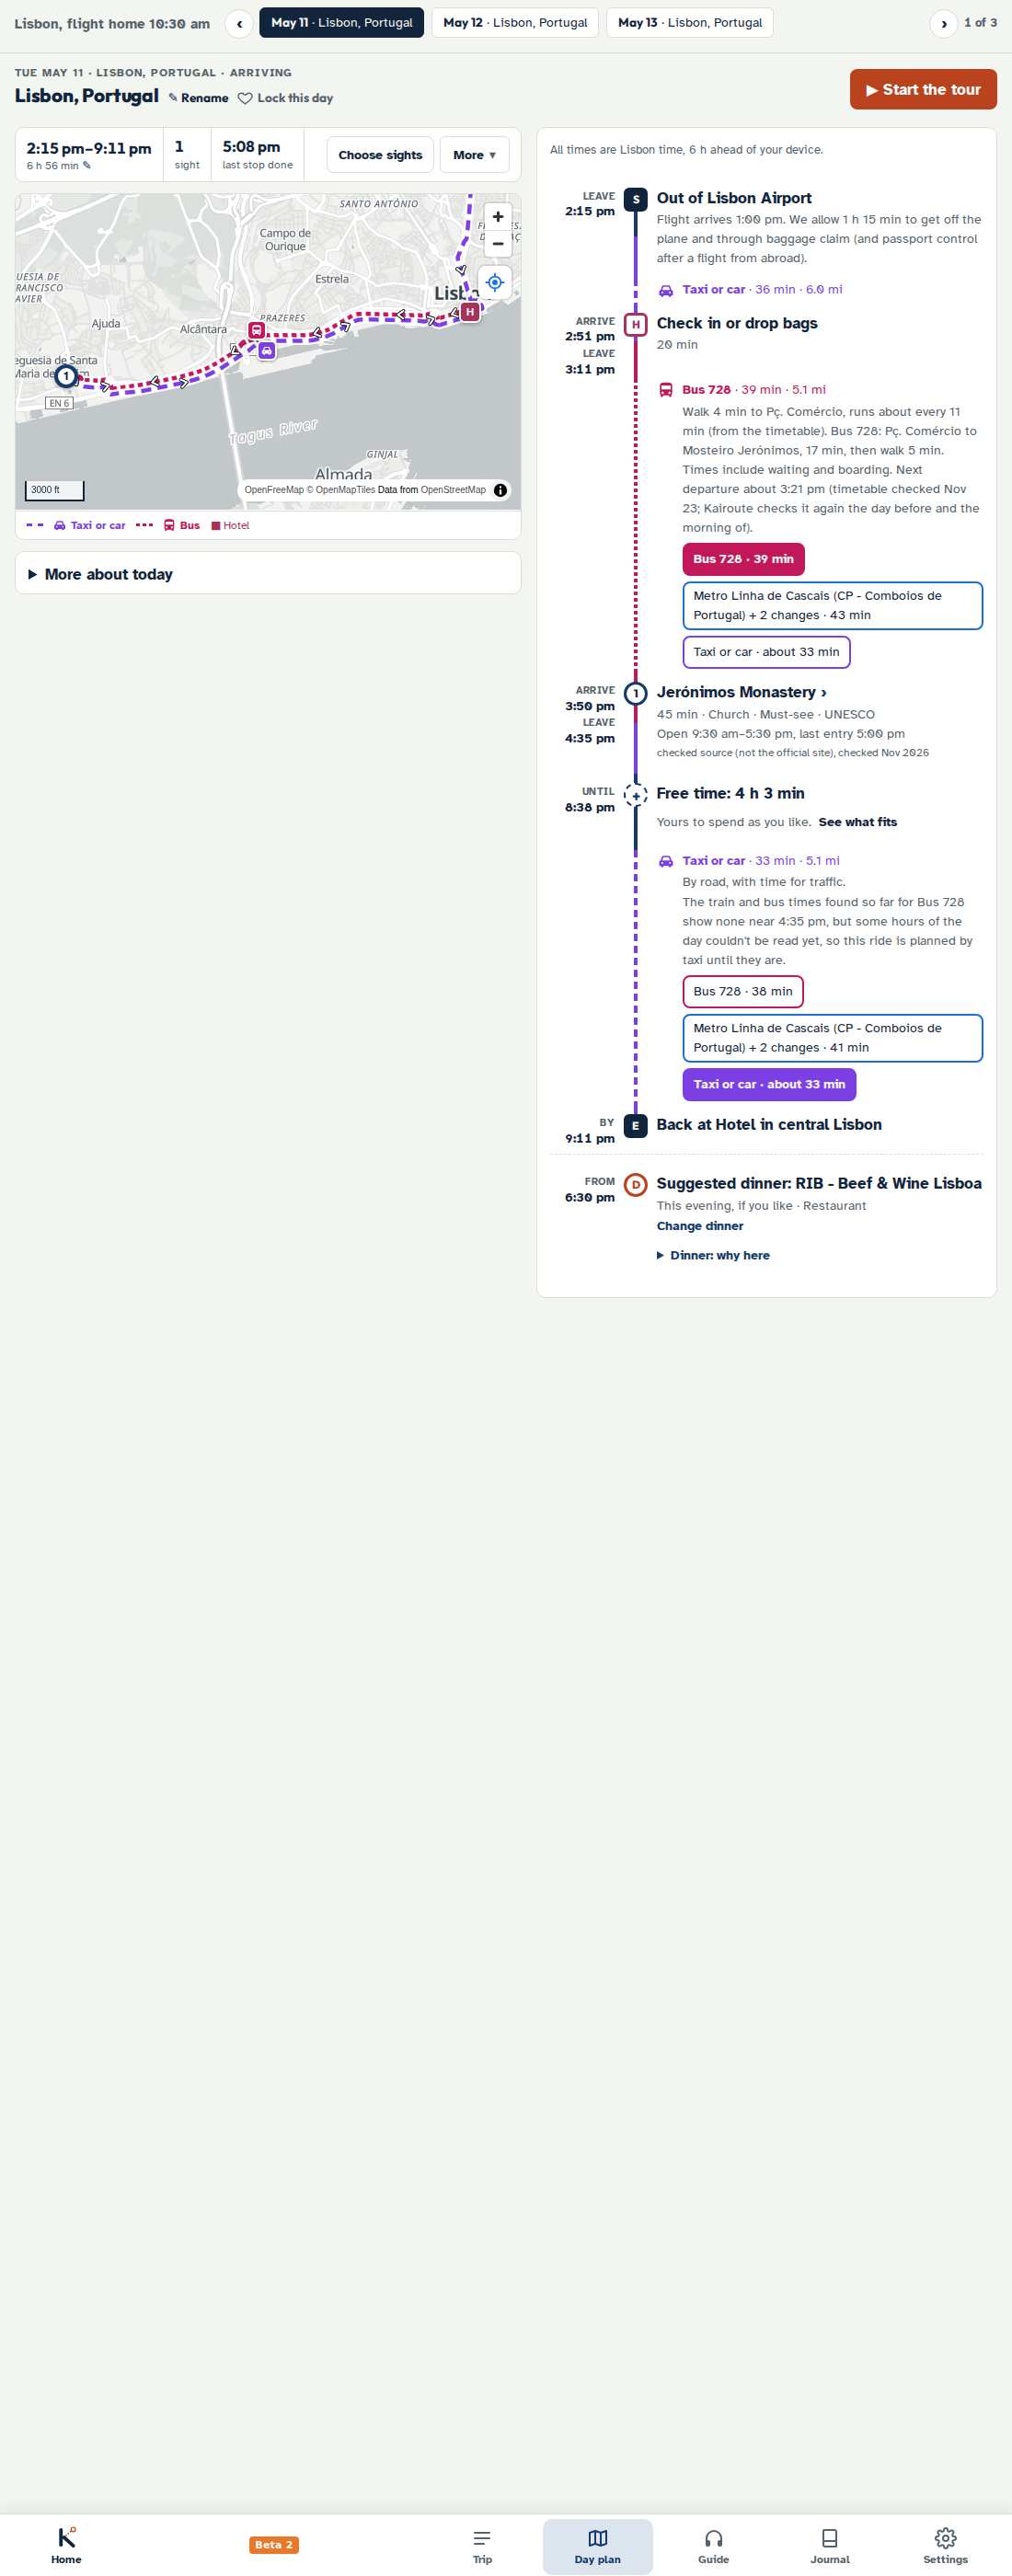 Lisbon, flight home 10:30 am
‹
May 11 · Lisbon, Portugal
May 12 · Lisbon, Portugal
May 13 · Lisbon, Portugal
›
1 of 3
TUE MAY 11 · LISBON, PORTUGAL · ARRIVING
Lisbon, Portugal ✎ Rename Lock this day
▶ Start the tour
2:15 pm–9:11 pm
6 h 56 min ✎
1
sight
5:08 pm
last stop done
Choose sights
More ▼
SANTO ANTÓNIO
Campo de
Ourique
Estrela
UESIA DE
RANCISCO
AVIER
Ajuda
Alcântara
PRAZERES
H
eguesia de Santa
1
EN 6
Tagus River
GINJAL
Almada
3000 ft
OpenFreeMap © OpenMapTiles Data from OpenStreetMap
Taxi or car
Bus
Hotel
▶ More about today
All times are Lisbon time, 6 h ahead of your device.
LEAVE
2:15 pm
S
Out of Lisbon Airport
Flight arrives 1:00 pm. We allow 1 h 15 min to get off the
plane and through baggage claim (and passport control
after a flight from abroad).
Taxi or car · 36 min · 6.0 mi
ARRIVE
2:51 pm
LEAVE
3:11 pm
H
Check in or drop bags
20 min
Bus 728 · 39 min · 5.1 mi
Walk 4 min to Pç. Comércio, runs about every 11
min (from the timetable). Bus 728: Pç. Comércio to
Mosteiro Jerónimos, 17 min, then walk 5 min.
Times include waiting and boarding. Next
departure about 3:21 pm (timetable checked Nov
23; Kairoute checks it again the day before and the
morning of).
Bus 728 · 39 min
Metro Linha de Cascais (CP - Comboios de
Portugal) + 2 changes · 43 min
Taxi or car · about 33 min
ARRIVE
3:50 pm
LEAVE
4:35 pm
1
Jerónimos Monastery ›
45 min · Church · Must-see · UNESCO
Open 9:30 am–5:30 pm, last entry 5:00 pm
checked source (not the official site), checked Nov 2026
UNTIL
8:38 pm
+
Free time: 4 h 3 min
Yours to spend as you like. See what fits
Taxi or car · 33 min · 5.1 mi
By road, with time for traffic.
The train and bus times found so far for Bus 728
show none near 4:35 pm, but some hours of the
day couldn't be read yet, so this ride is planned by
taxi until they are.
Bus 728 · 38 min
Metro Linha de Cascais (CP - Comboios de
Portugal) + 2 changes · 41 min
Taxi or car · about 33 min
BY
9:11 pm
E
Back at Hotel in central Lisbon
FROM
6:30 pm
D
Suggested dinner: RIB - Beef & Wine Lisboa
This evening, if you like · Restaurant
Change dinner
▶ Dinner: why here
Home
Beta 2
Trip
Day plan
Guide
Journal
Settings